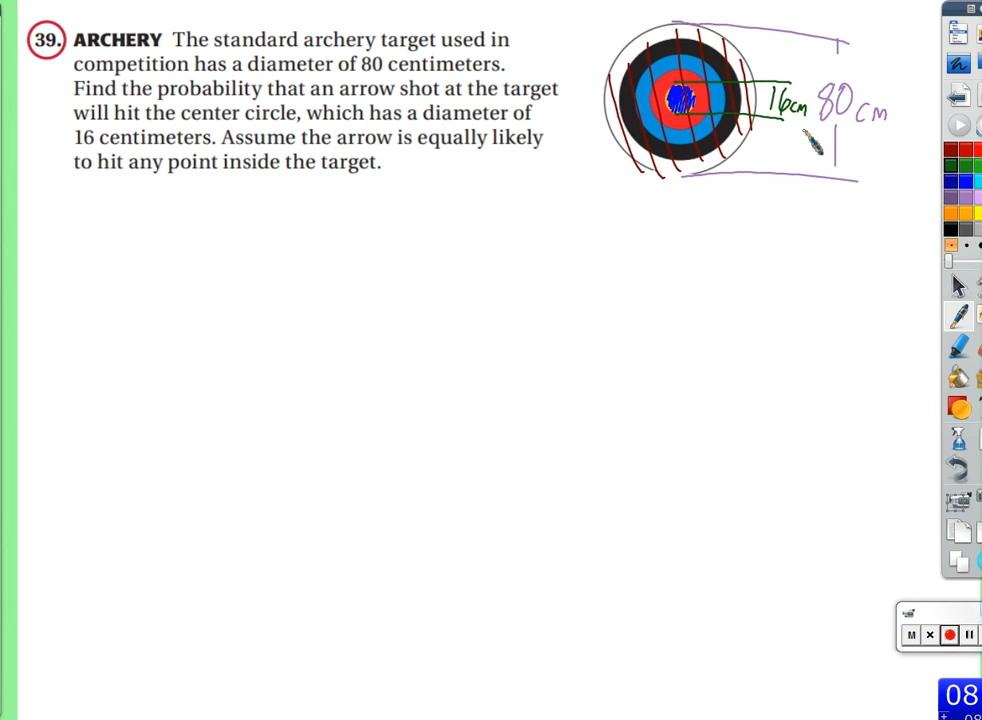 39. ARCHERY The standard archery target used in
competition has a diameter of 80 centimeters.
Find the probability that an arrow shot at the target
will hit the center circle, which has a diameter of
16 centimeters. Assume the arrow is equally likely
to hit any point inside the target.
16cm
80cm
M
08